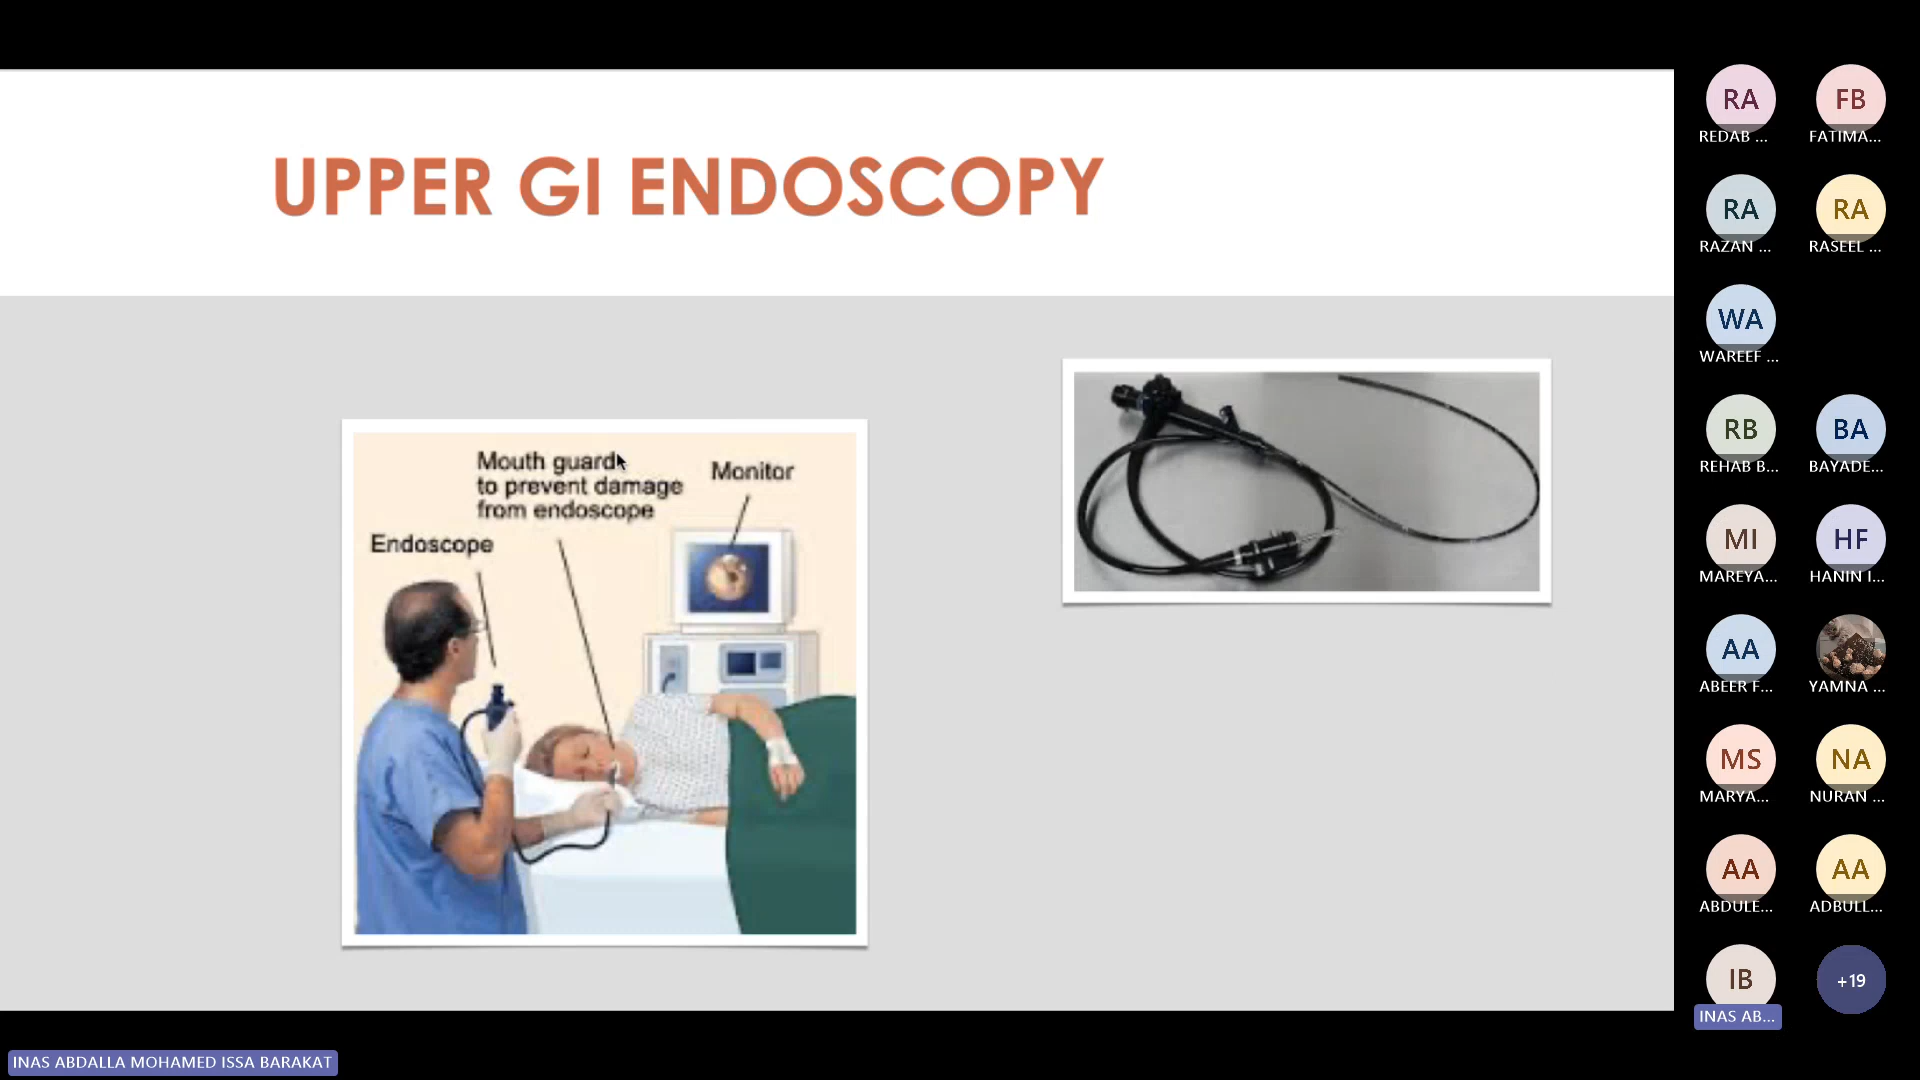 UPPER GI ENDOSCOPY
Mouth guard
to prevent damage
from endoscope
Monitor
Endoscope
RA
REDAB ...
FB
FATIMA...
RA
RAZAN ...
RA
RASEEL ...
WA
WAREEF ...
RB
REHAB B...
BA
BAYADE...
MI
MAREYA...
HF
HANIN I...
AA
ABEER F...
YAMNA ...
MS
MARYA...
NA
NURAN ...
AA
ABDULE...
AA
ADBULL...
IB
INAS AB...
+19
INAS ABDALLA MOHAMED ISSA BARAKAT